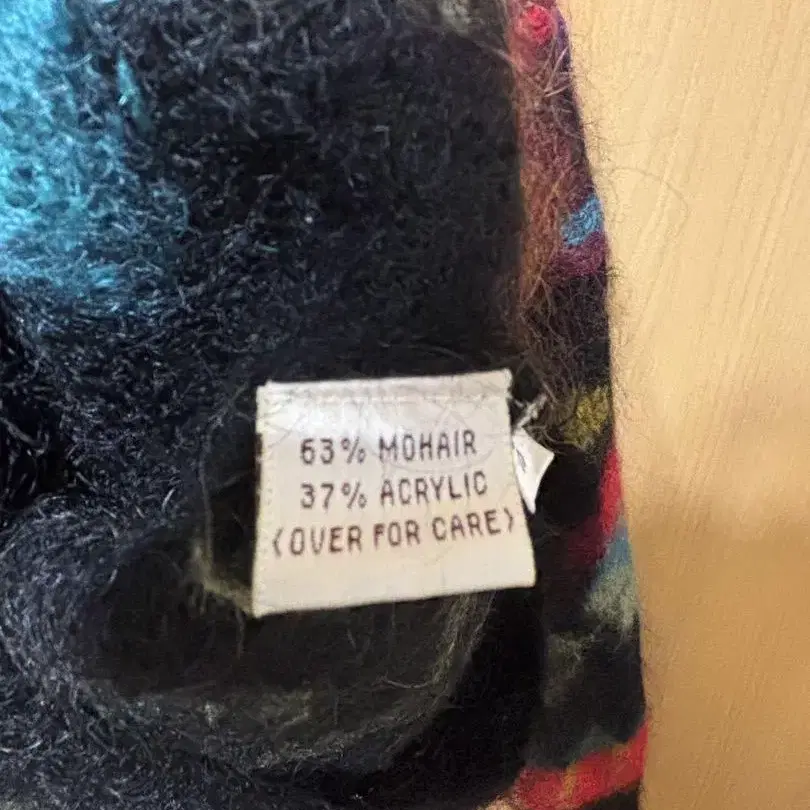 63% MOHAIR
37% ACRYLIC
(OVER FOR CARE)